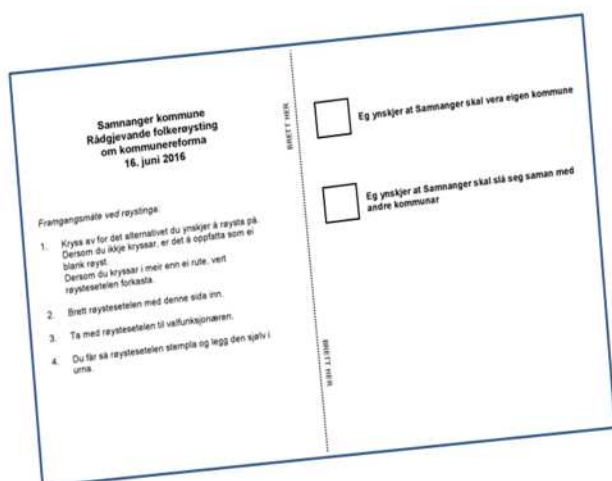 Samnanger kommune
Rådgjevande folkerøysting
om kommunereforma
16. juni 2016
Framgangsmåte ved røystinga:
1. Kryss av for det alternativet du ynskjer å røysta på.
Dersom du ikkje kryssar, er det å oppfatta som ei
blank røyst.
Dersom du kryssar i meir enn ei rute, vert
røystesetelen forkasta.
2. Brett røystesetelen med denne sida inn.
3. Ta med røystesetelen til valfunksjonæren.
4. Du får så røystesetelen stempla og legg den sjølv i
urna.
BRETT HER
BRETT HER
Eg ynskjer at Samnanger skal vera eigen kommune
Eg ynskjer at Samnanger skal slå seg saman med
andre kommunar